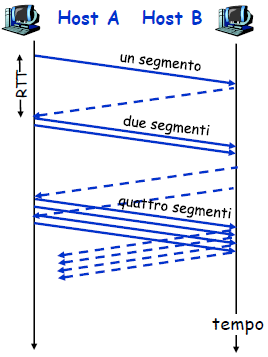 Host A Host B
un segmento
RTT
due segmenti
quattro segmenti
tempo